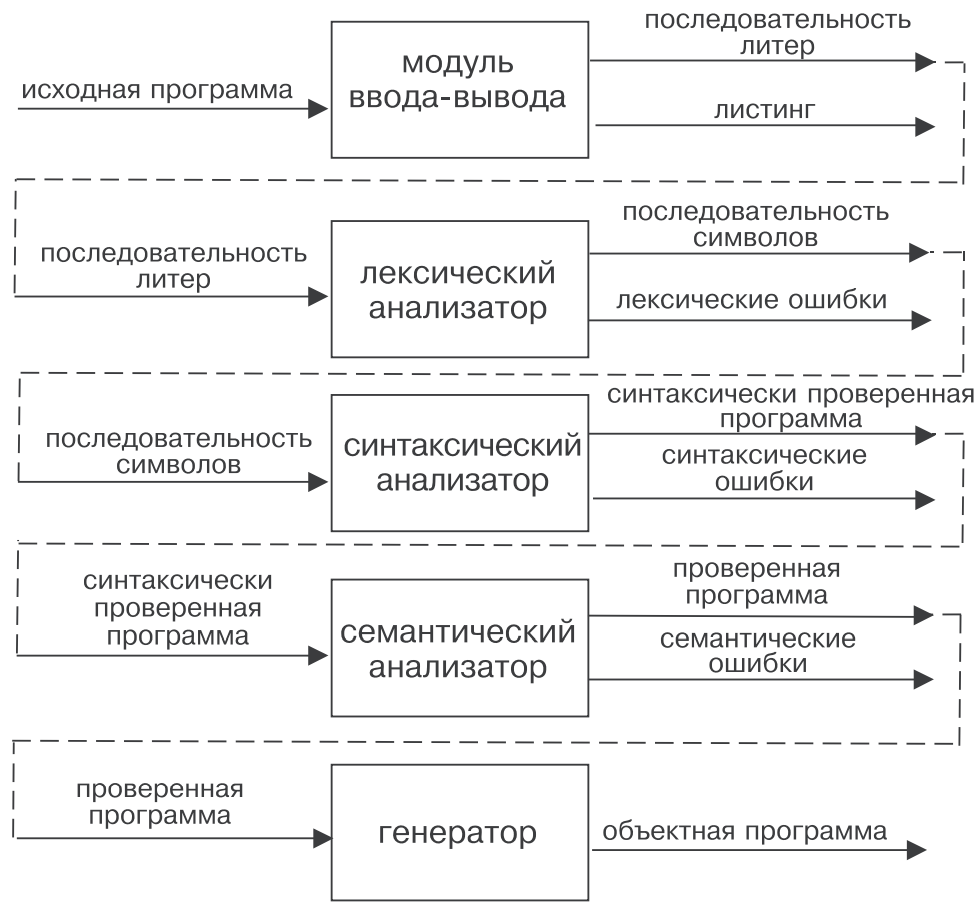 исходная программа
модуль
ввода-вывода
последовательность
литер
листинг
последовательность
литер
лексический
анализатор
последовательность
символов
лексические ошибки
последовательность
символов
синтаксический
анализатор
синтаксически проверенная
программа
синтаксические
ошибки
синтаксически
проверенная
программа
семантический
анализатор
проверенная
программа
семантические
ошибки
проверенная
программа
генератор
объектная программа